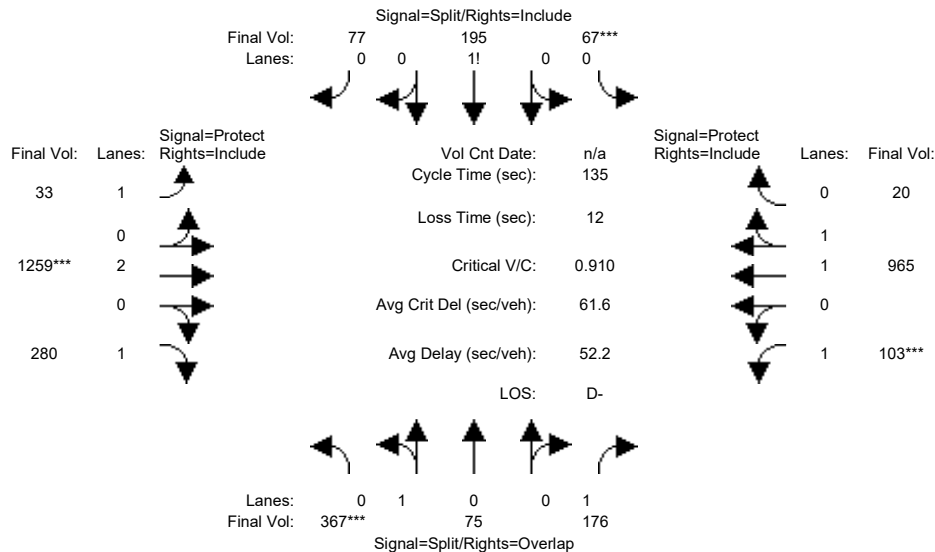 Signal=Split/Rights=Include
Final Vol: 77 195 67***
Lanes: 0 0 1! 0 0
Signal=Protect Signal=Protect
Final Vol: Lanes: Rights=Include Vol Cnt Date: n/a Rights=Include Lanes: Final Vol:
Cycle Time (sec): 135
33 1 0 20
Loss Time (sec): 12
0 1
1259*** 2 Critical V/C: 0.910 1 965
0 Avg Crit Del (sec/veh): 61.6 0
280 1 Avg Delay (sec/veh): 52.2 1 103***
LOS: D-
Lanes: 0 1 0 0 1
Final Vol: 367*** 75 176
Signal=Split/Rights=Overlap